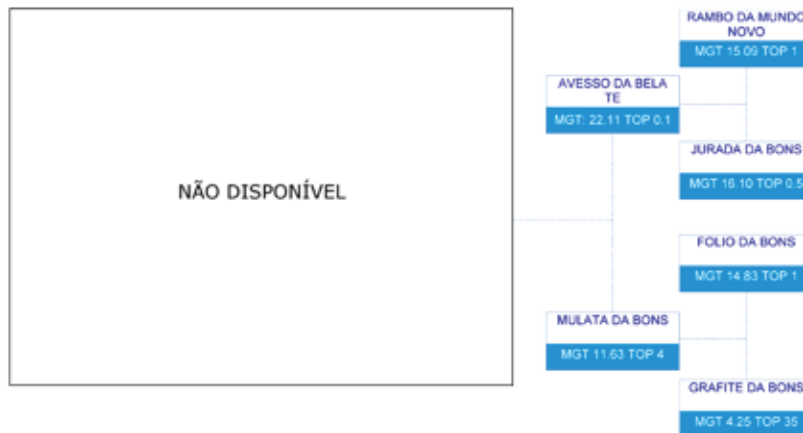 RAMBO DA MUNDO
NOVO
MGT 15.09 TOP 1
AVESSO DA BELA
TE
MGT: 22.11 TOP 0.1
JURADA DA BONS
MGT 16.10 TOP 0.5
NÃO DISPONÍVEL
FOLIO DA BONS
MGT 14.83 TOP 1
MULATA DA BONS
MGT 11.63 TOP 4
GRAFITE DA BONS
MGT 4.25 TOP 35